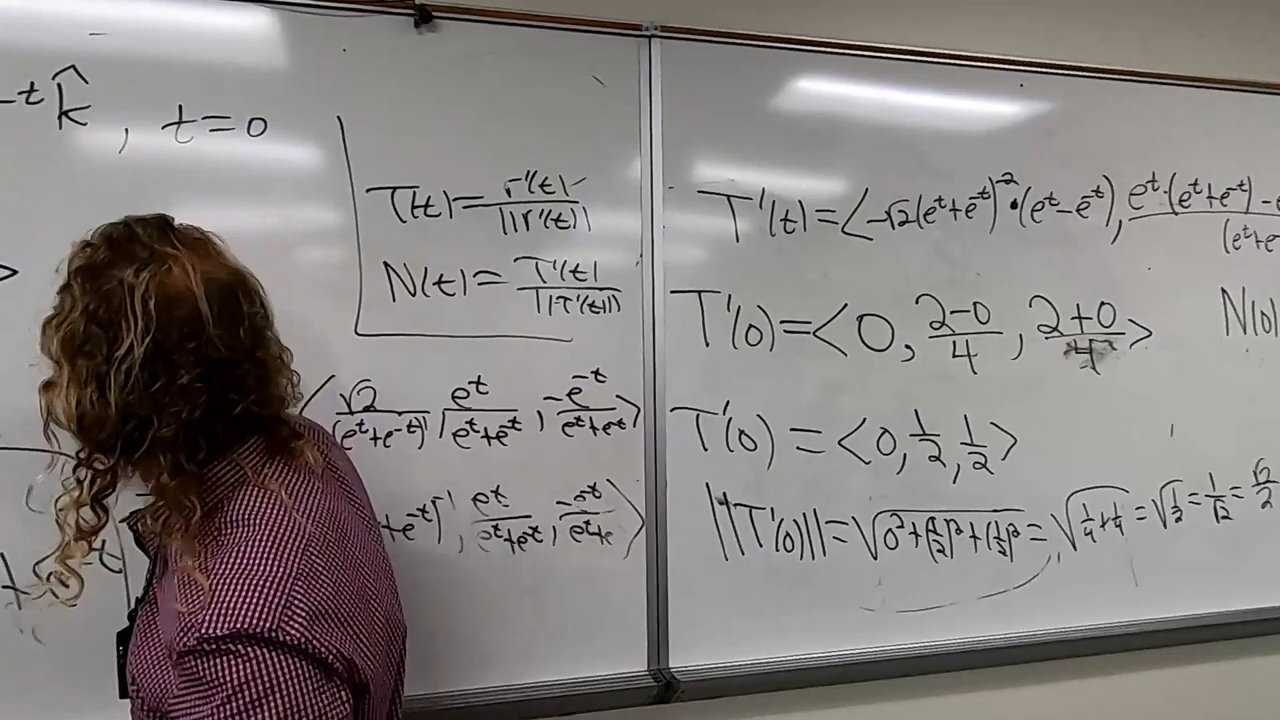 -t k̂ , t=0
T(t)= r'(t) / ||r'(t)||
N(t)= T'(t) / ||T'(t)||
>
⟨ √2/(e^t+e^-t) , e^t/(e^t+e^-t) , -e^-t/(e^t+e^-t) ⟩
+e^-t)^-1 , e^t/(e^t+e^-t) , -e^-t/(e^t+e ⟩
-t
T'(t)=⟨-√2(e^t+e^-t)^-2 •(e^t-e^-t), e^t·(e^t+e^-t)-e / (e^t+e
T'(0)=⟨0, 2-0/4 , 2+0/4 ⟩
N(0)
T'(0) = ⟨0, 1/2, 1/2⟩
||T'(0)||=√(0²+(1/2)²+(1/2)²) = √(1/4+1/4) = √(1/2) = 1/√2 = √2/2